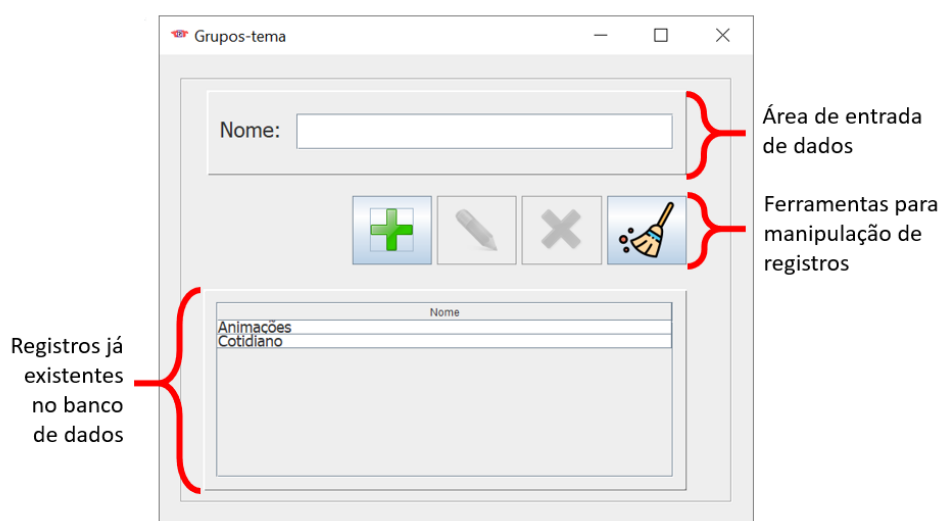 Grupos-tema
Nome:
Área de entrada
de dados
Ferramentas para
manipulação de
registros
Nome
Animações
Cotidiano
Registros já
existentes
no banco
de dados